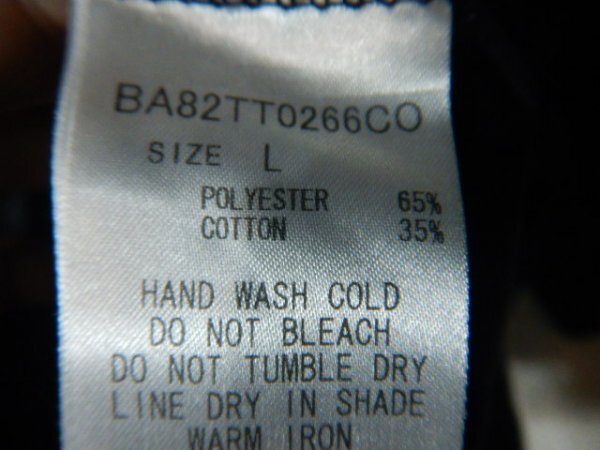 BA82TT0266CO
SIZE L
POLYESTER 65%
COTTON 35%
HAND WASH COLD
DO NOT BLEACH
DO NOT TUMBLE DRY
LINE DRY IN SHADE
WARM IRON